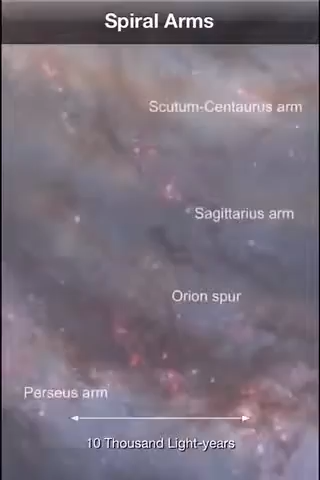 Spiral Arms
Scutum-Centaurus arm
Sagittarius arm
Orion spur
Perseus arm
10 Thousand Light-years